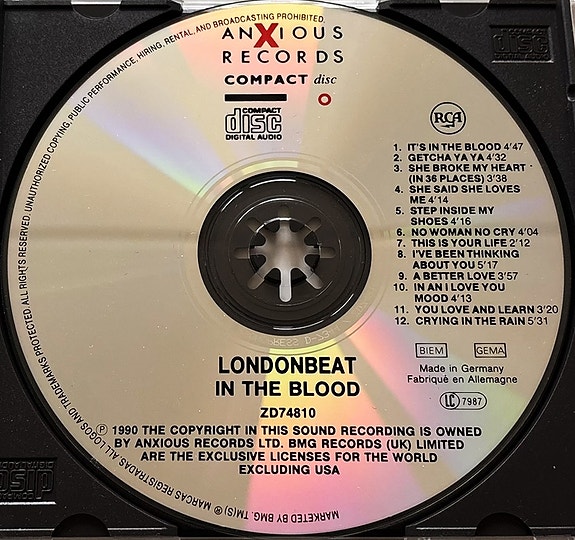 UNAUTHORIZED COPYING, PUBLIC PERFORMANCE, HIRING, RENTAL, AND BROADCASTING PROHIBITED.
ANXIOUS
RECORDS
COMPACT disc
COMPACT
disc
DIGITAL AUDIO
RCA
1. IT'S IN THE BLOOD 4'47
2. GETCHA YA YA 4'32
3. SHE BROKE MY HEART
(IN 36 PLACES) 3'38
4. SHE SAID SHE LOVES
ME 4'14
5. STEP INSIDE MY
SHOES 4'16
6. NO WOMAN NO CRY 4'04
7. THIS IS YOUR LIFE 2'12
8. I'VE BEEN THINKING
ABOUT YOU 5'17
9. A BETTER LOVE 3'57
10. IN AN I LOVE YOU
MOOD 4'13
11. YOU LOVE AND LEARN 3'20
12. CRYING IN THE RAIN 5'31
BIEM GEMA
Made in Germany
Fabriqué en Allemagne
LC 7987
LONDONBEAT
IN THE BLOOD
ZD74810
Ⓟ 1990 THE COPYRIGHT IN THIS SOUND RECORDING IS OWNED
BY ANXIOUS RECORDS LTD. BMG RECORDS (UK) LIMITED
ARE THE EXCLUSIVE LICENSES FOR THE WORLD
EXCLUDING USA
MARKETED BY BMG. TM(S) ® MARCAS REGISTRADAS. ALL LOGOS AND TRADEMARKS PROTECTED. ALL RIGHTS RESERVED.